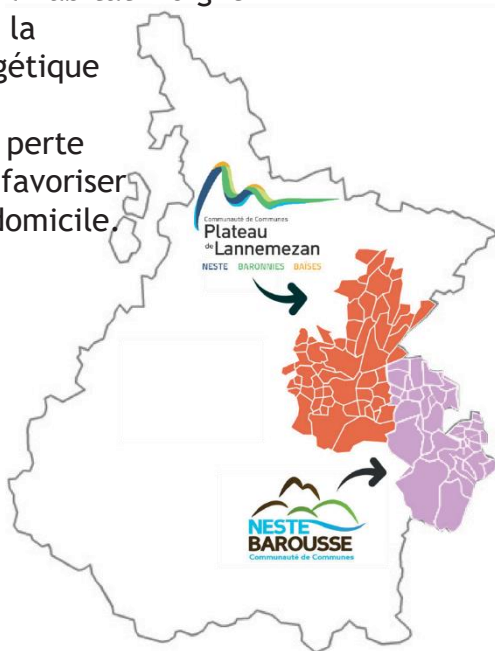 la
gétique
perte
favoriser
domicile.
Communauté de Communes
Plateau
de Lannemezan
NESTE BARONNIES BAÏSES
NESTE
BAROUSSE
Communauté de Communes